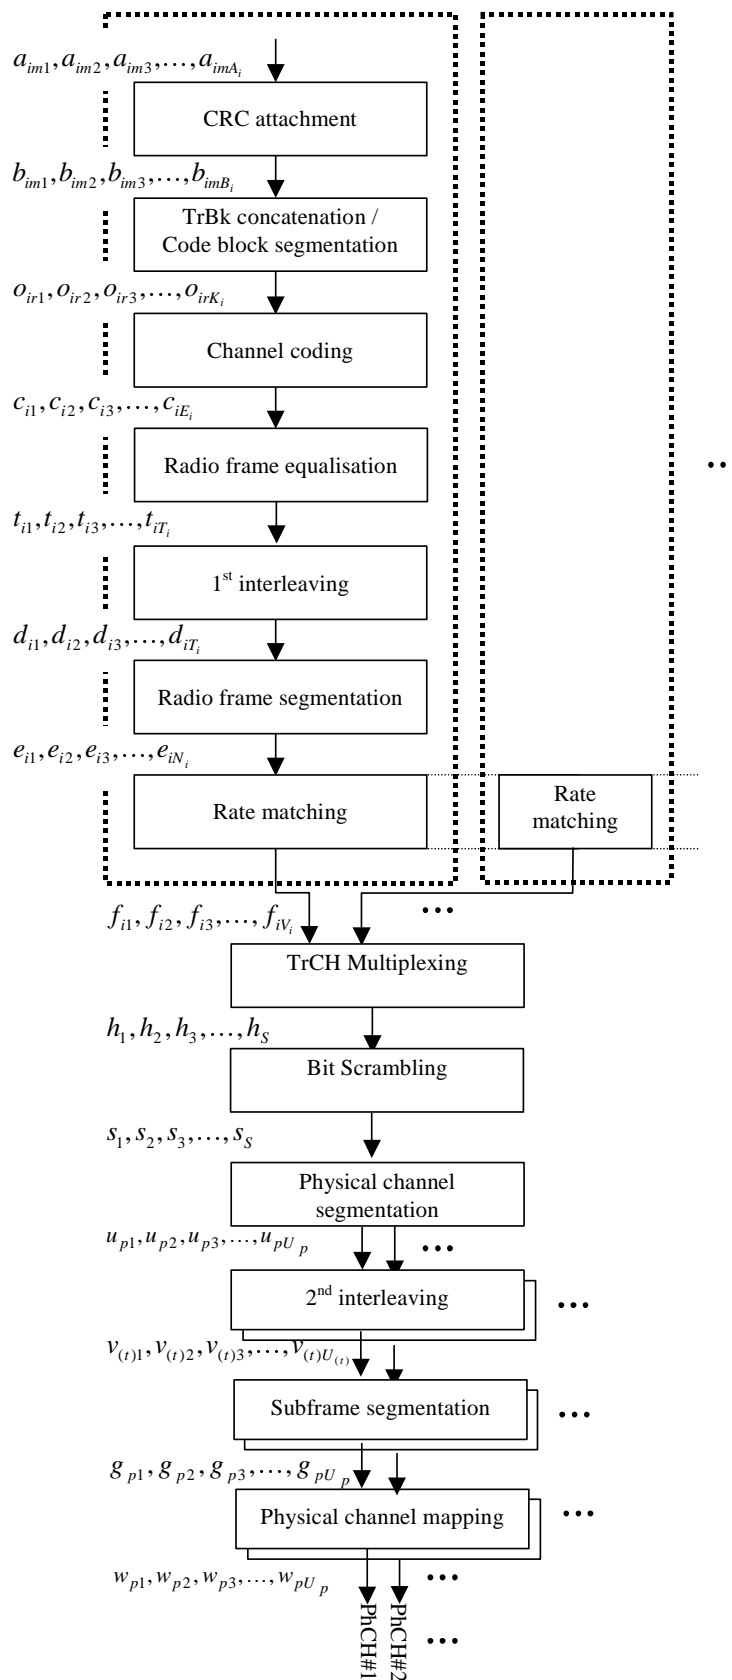 a_{im1}, a_{im2}, a_{im3}, …, a_{imA_i}
CRC attachment
b_{im1}, b_{im2}, b_{im3}, …, b_{imB_i}
TrBk concatenation /
Code block segmentation
o_{ir1}, o_{ir2}, o_{ir3}, …, o_{irK_i}
Channel coding
c_{i1}, c_{i2}, c_{i3}, …, c_{iE_i}
Radio frame equalisation
t_{i1}, t_{i2}, t_{i3}, …, t_{iT_i}
1^{st} interleaving
d_{i1}, d_{i2}, d_{i3}, …, d_{iT_i}
Radio frame segmentation
e_{i1}, e_{i2}, e_{i3}, …, e_{iN_i}
Rate matching
Rate
matching
f_{i1}, f_{i2}, f_{i3}, …, f_{iV_i}
…
TrCH Multiplexing
h_1, h_2, h_3, …, h_S
Bit Scrambling
s_1, s_2, s_3, …, s_S
Physical channel
segmentation
u_{p1}, u_{p2}, u_{p3}, …, u_{pU_p}
…
2^{nd} interleaving
…
v_{(t)1}, v_{(t)2}, v_{(t)3}, …, v_{(t)U_{(t)}}
Subframe segmentation
…
g_{p1}, g_{p2}, g_{p3}, …, g_{pU_p}
Physical channel mapping
…
w_{p1}, w_{p2}, w_{p3}, …, w_{pU_p}
…
PhCH#1
PhCH#2
…